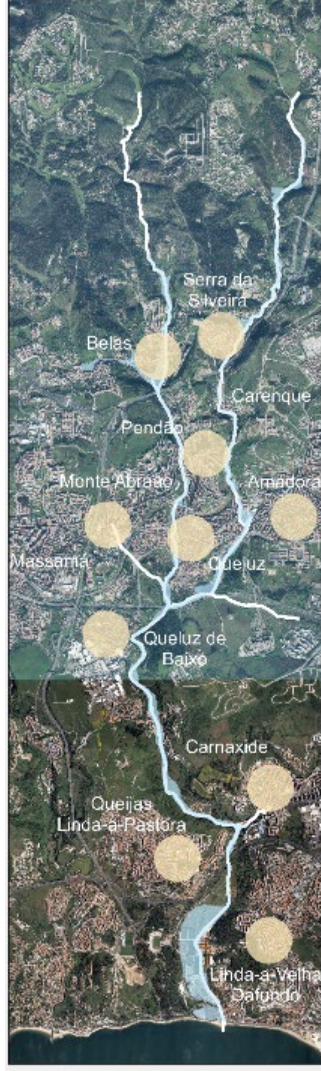 Serra da
Silveira
Belas
Carenque
Pendão
Monte Abraão
Amadora
Massamá
Queluz
Queluz de
Baixo
Carnaxide
Queijas
Linda-a-Pastora
Linda-a-Velha
Dafundo